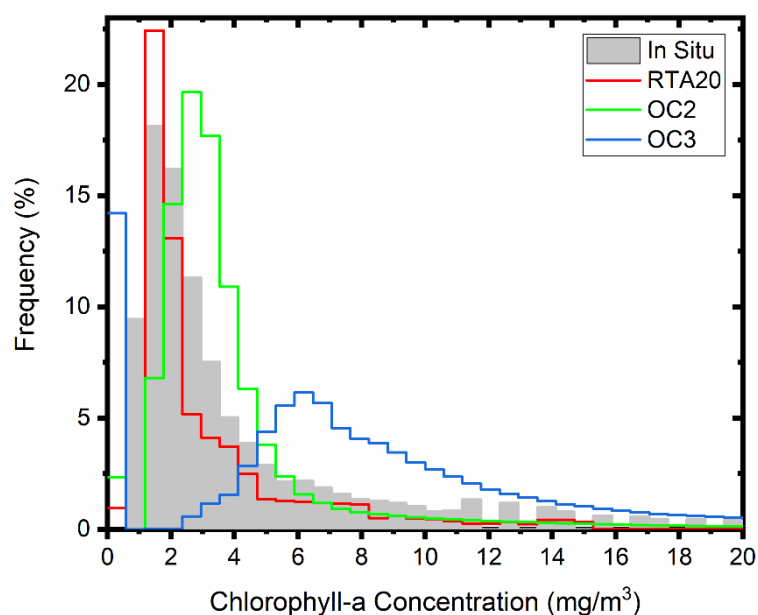 In Situ
RTA20
OC2
OC3
Frequency (%)
20
15
10
5
0
0 2 4 6 8 10 12 14 16 18 20
Chlorophyll-a Concentration (mg/m³)